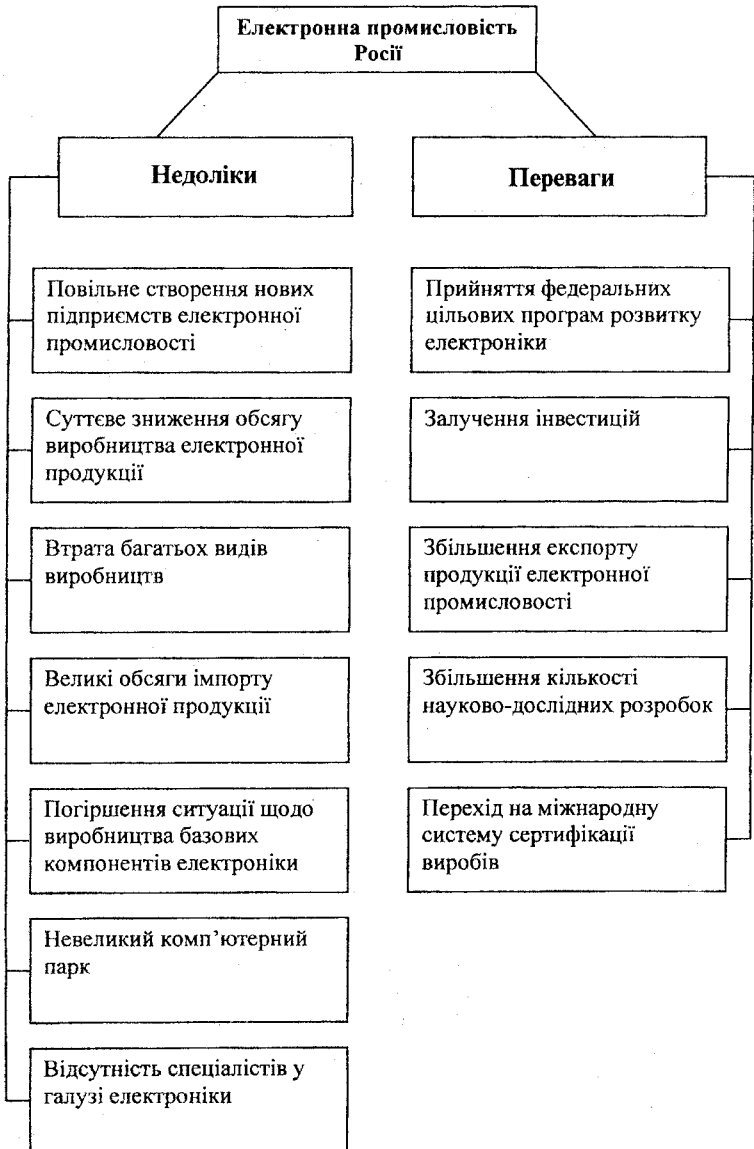 Електронна промисловість
Росії
Недоліки
Переваги
Повільне створення нових
підприємств електронної
промисловості
Суттєве зниження обсягу
виробництва електронної
продукції
Втрата багатьох видів
виробництв
Великі обсяги імпорту
електронної продукції
Погіршення ситуації щодо
виробництва базових
компонентів електроніки
Невеликий комп’ютерний
парк
Відсутність спеціалістів у
галузі електроніки
Прийняття федеральних
цільових програм розвитку
електроніки
Залучення інвестицій
Збільшення експорту
продукції електронної
промисловості
Збільшення кількості
науково-дослідних розробок
Перехід на міжнародну
систему сертифікації
виробів